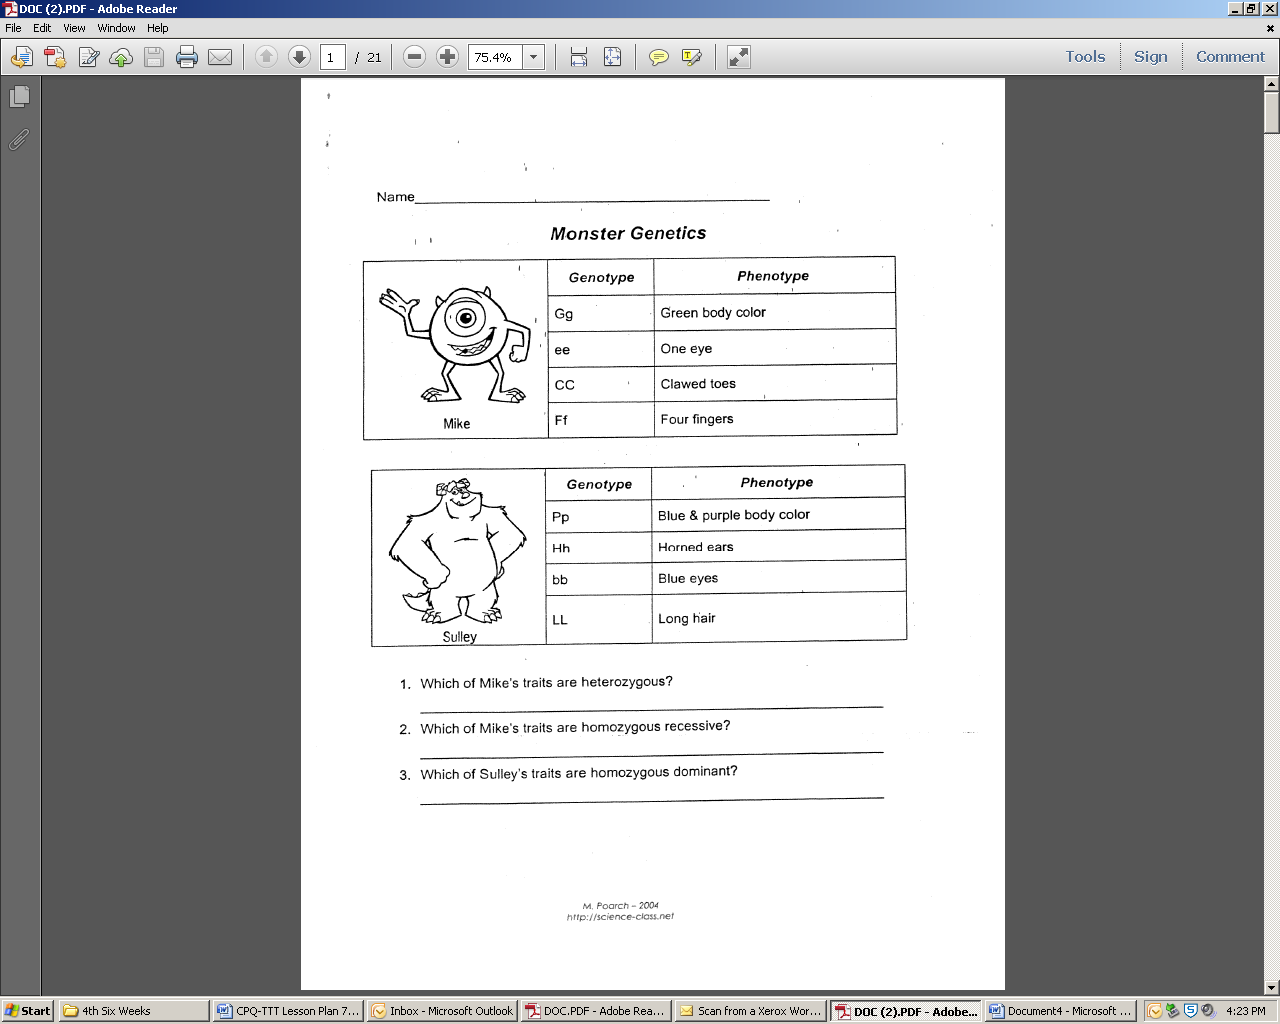 DOC (2).PDF - Adobe Reader
File Edit View Window Help
1 / 21 75.4% Tools Sign Comment
Name
Monster Genetics
Genotype Phenotype
Gg Green body color
ee One eye
CC Clawed toes
Ff Four fingers
Mike
Genotype Phenotype
Pp Blue & purple body color
Hh Horned ears
bb Blue eyes
LL Long hair
Sulley
1. Which of Mike's traits are heterozygous?
2. Which of Mike's traits are homozygous recessive?
3. Which of Sulley's traits are homozygous dominant?
M. Poarch – 2004
http://science-class.net
Start 4th Six Weeks CPQ-TTT Lesson Plan 7... Inbox - Microsoft Outlook DOC.PDF - Adobe Rea... Scan from a Xerox Wor... DOC (2).PDF - Adobe... Document4 - Microsoft ... 4:23 PM